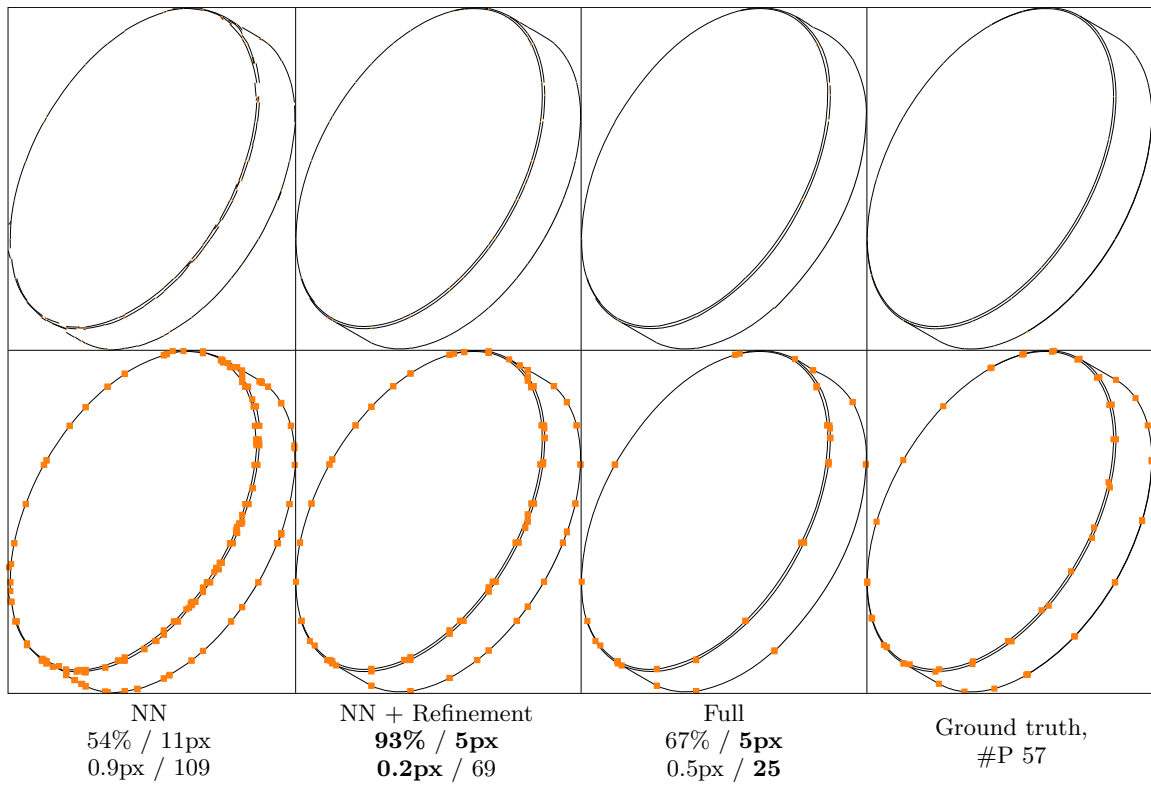 NN
54% / 11px
0.9px / 109
NN + Refinement
93% / 5px
0.2px / 69
Full
67% / 5px
0.5px / 25
Ground truth,
#P 57